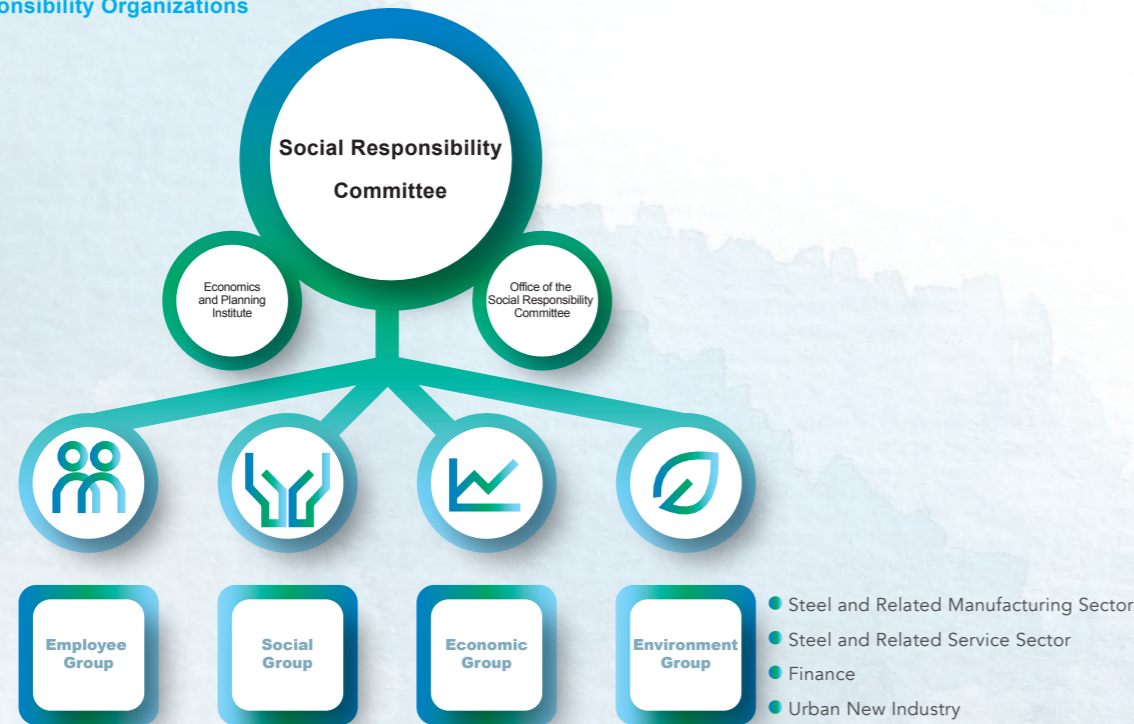 Organizations
Social Responsibility
Committee
Economics
and Planning
Institute
Office of the
Social Responsibility
Committee
Employee
Group
Social
Group
Economic
Group
Environment
Group
Steel and Related Manufacturing Sector
Steel and Related Service Sector
Finance
Urban New Industry